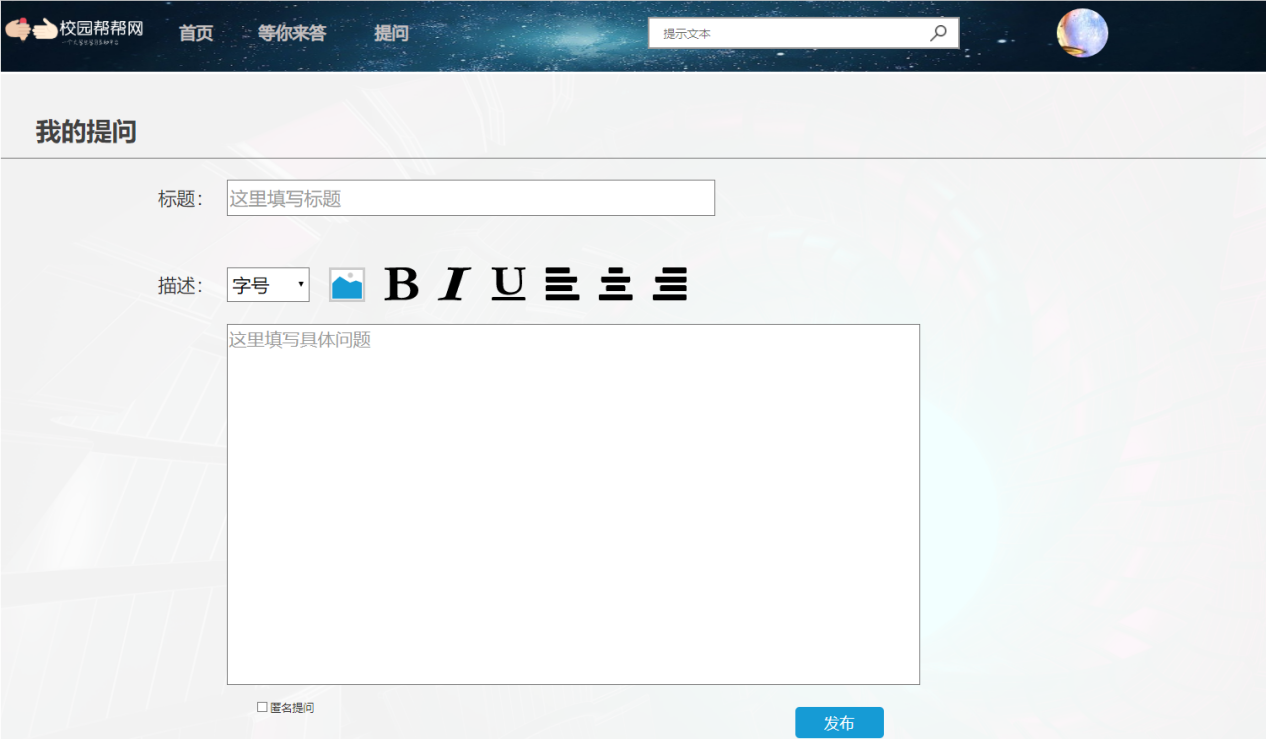 校园帮帮网
首页 等你来答 提问
提示文本
我的提问
标题：
这里填写标题
描述：
字号
B I U
这里填写具体问题
匿名提问
发布